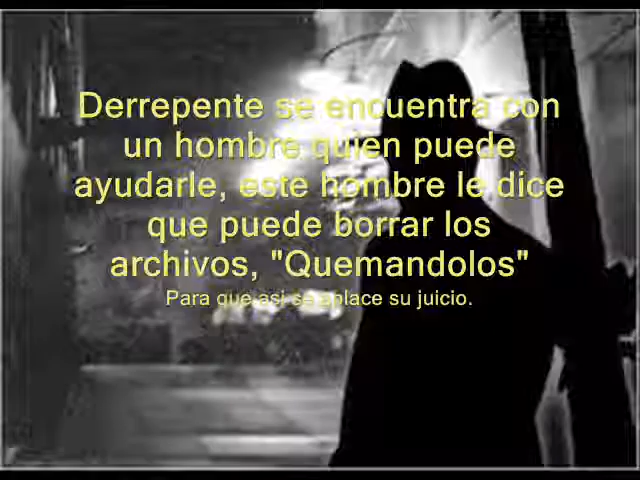 Derrepente se encuentra con
un hombre quien puede
ayudarle, este hombre le dice
que puede borrar los
archivos, "Quemandolos"
Para que asi se aplace su juicio.